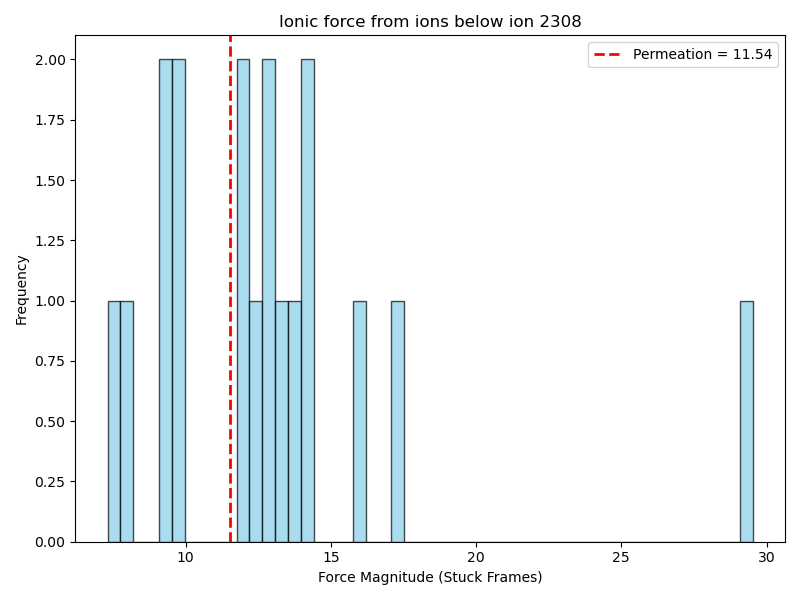 Ionic force from ions below ion 2308
Permeation = 11.54
2.00
1.75
1.50
1.25
1.00
0.75
0.50
0.25
0.00
Frequency
10 15 20 25 30
Force Magnitude (Stuck Frames)